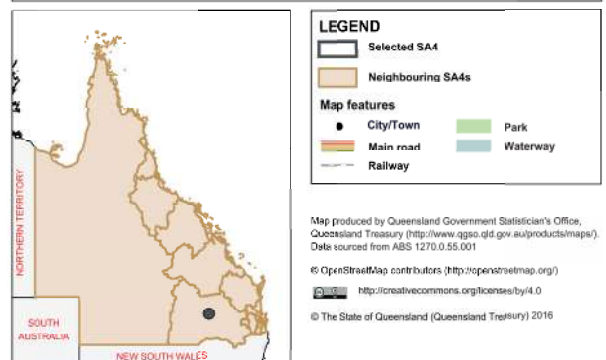 NORTHERN TERRITORY
SOUTH
AUSTRALIA
NEW SOUTH WALES
LEGEND
Selected SA4
Neighbouring SA4s
Map features
City/Town
Park
Main road
Waterway
Railway
Map produced by Queensland Government Statistician's Office,
Queensland Treasury (http://www.qgso.qld.gov.au/products/maps/).
Data sourced from ABS 1270.0.55.001
© OpenStreetMap contributors (http://openstreetmap.org/)
http://creativecommons.org/licenses/by/4.0
© The State of Queensland (Queensland Treasury) 2016